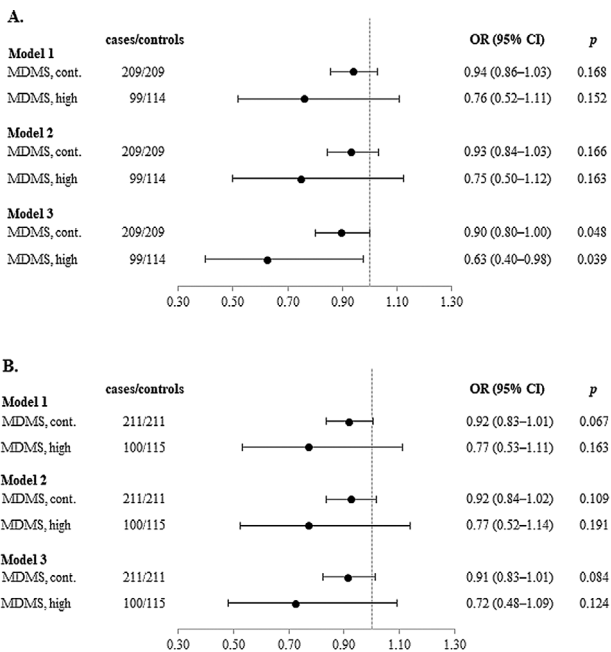 A.
cases/controls OR (95% CI) p
Model 1
MDMS, cont. 209/209 0.94 (0.86–1.03) 0.168
MDMS, high 99/114 0.76 (0.52–1.11) 0.152
Model 2
MDMS, cont. 209/209 0.93 (0.84–1.03) 0.166
MDMS, high 99/114 0.75 (0.50–1.12) 0.163
Model 3
MDMS, cont. 209/209 0.90 (0.80–1.00) 0.048
MDMS, high 99/114 0.63 (0.40–0.98) 0.039
0.30 0.50 0.70 0.90 1.10 1.30
B.
cases/controls OR (95% CI) p
Model 1
MDMS, cont. 211/211 0.92 (0.83–1.01) 0.067
MDMS, high 100/115 0.77 (0.53–1.11) 0.163
Model 2
MDMS, cont. 211/211 0.92 (0.84–1.02) 0.109
MDMS, high 100/115 0.77 (0.52–1.14) 0.191
Model 3
MDMS, cont. 211/211 0.91 (0.83–1.01) 0.084
MDMS, high 100/115 0.72 (0.48–1.09) 0.124
0.30 0.50 0.70 0.90 1.10 1.30